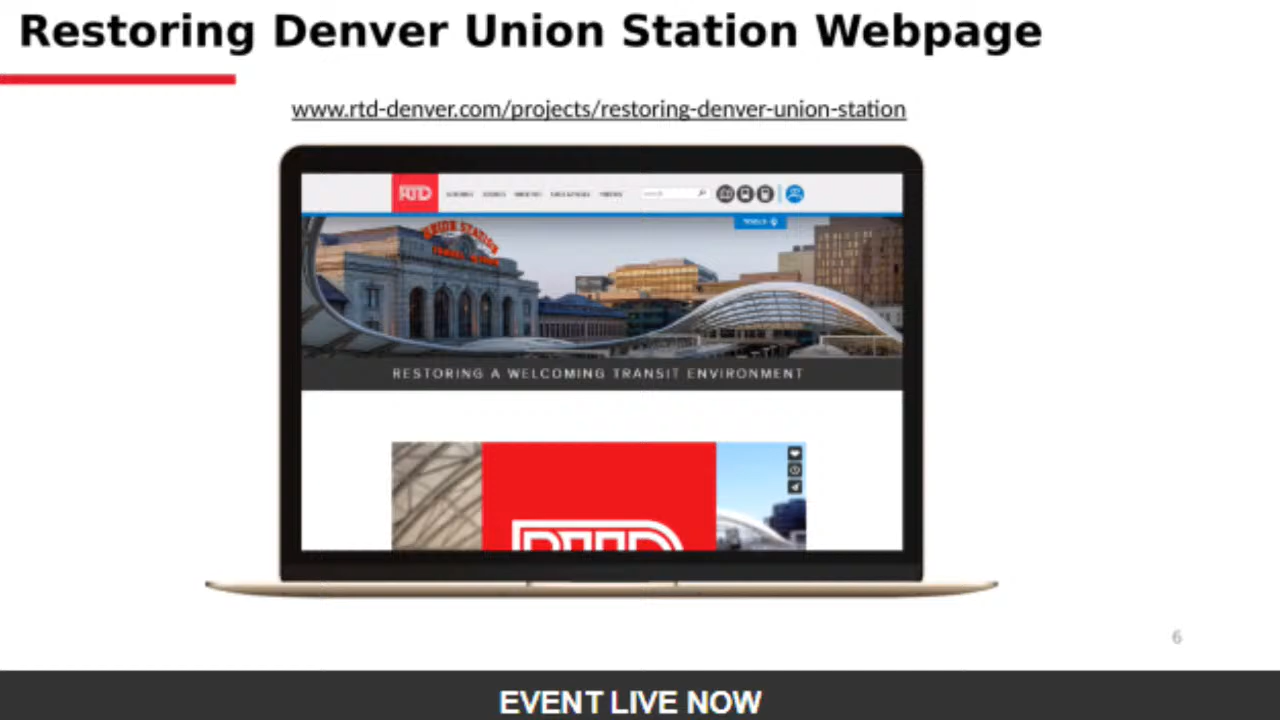 Restoring Denver Union Station Webpage
www.rtd-denver.com/projects/restoring-denver-union-station
RTD
UNION STATION
RESTORING A WELCOMING TRANSIT ENVIRONMENT
RTD
6
EVENT LIVE NOW